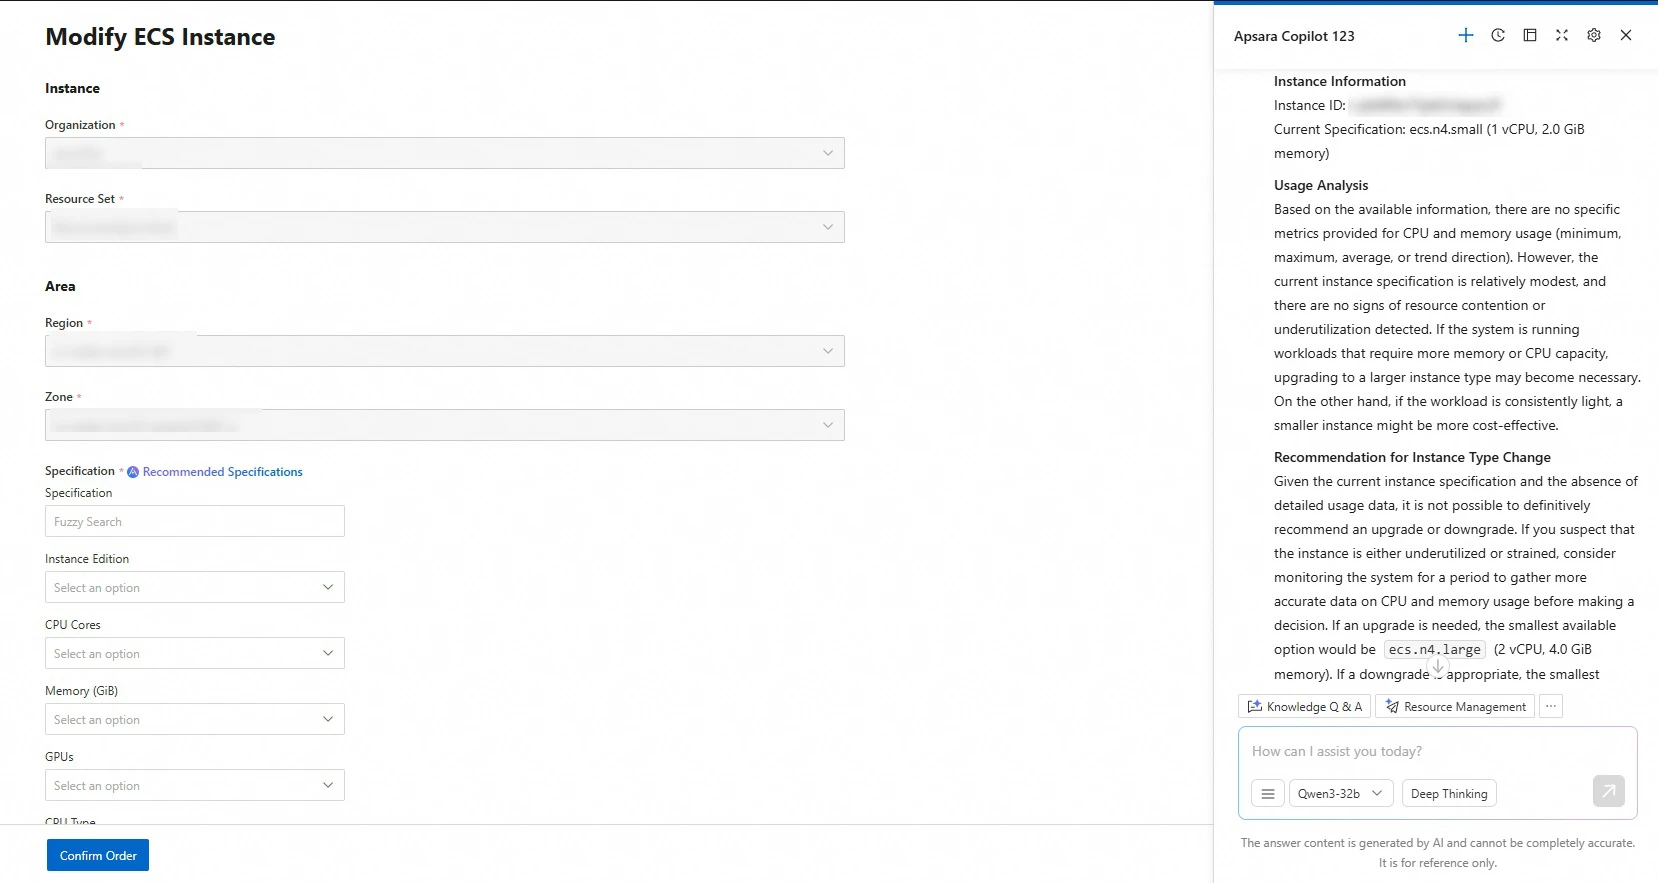 Modify ECS Instance
Instance
Organization *
Resource Set *
Area
Region *
Zone *
Specification * Recommended Specifications
Specification
Fuzzy Search
Instance Edition
Select an option
CPU Cores
Select an option
Memory (GiB)
Select an option
GPUs
Select an option
CPU Type
Confirm Order
Apsara Copilot 123
Instance Information
Instance ID:
Current Specification: ecs.n4.small (1 vCPU, 2.0 GiB
memory)
Usage Analysis
Based on the available information, there are no specific
metrics provided for CPU and memory usage (minimum,
maximum, average, or trend direction). However, the
current instance specification is relatively modest, and
there are no signs of resource contention or
underutilization detected. If the system is running
workloads that require more memory or CPU capacity,
upgrading to a larger instance type may become necessary.
On the other hand, if the workload is consistently light, a
smaller instance might be more cost-effective.
Recommendation for Instance Type Change
Given the current instance specification and the absence of
detailed usage data, it is not possible to definitively
recommend an upgrade or downgrade. If you suspect that
the instance is either underutilized or strained, consider
monitoring the system for a period to gather more
accurate data on CPU and memory usage before making a
decision. If an upgrade is needed, the smallest available
option would be ecs.n4.large (2 vCPU, 4.0 GiB
memory). If a downgrade is appropriate, the smallest
Knowledge Q & A
Resource Management
...
How can I assist you today?
Qwen3-32b
Deep Thinking
The answer content is generated by AI and cannot be completely accurate.
It is for reference only.